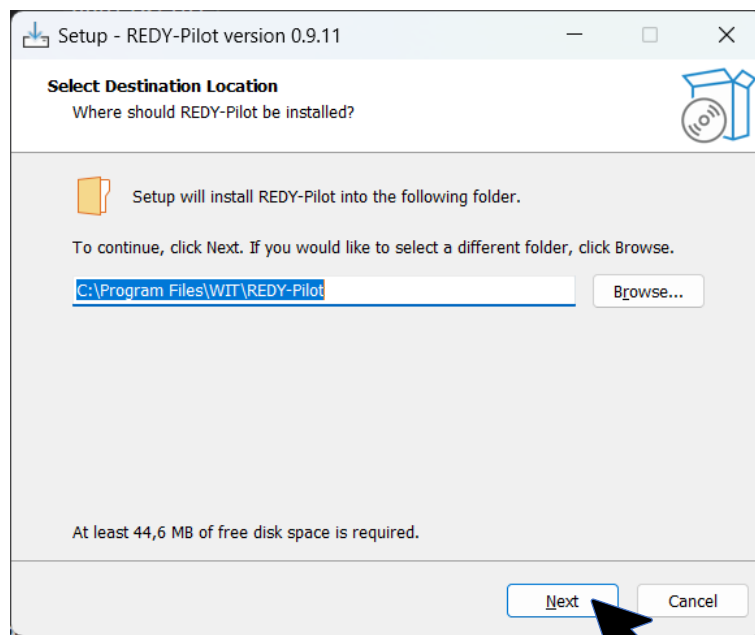 Setup - REDY-Pilot version 0.9.11
Select Destination Location
Where should REDY-Pilot be installed?
Setup will install REDY-Pilot into the following folder.
To continue, click Next. If you would like to select a different folder, click Browse.
C:\Program Files\WIT\REDY-Pilot
Browse...
At least 44,6 MB of free disk space is required.
Next
Cancel